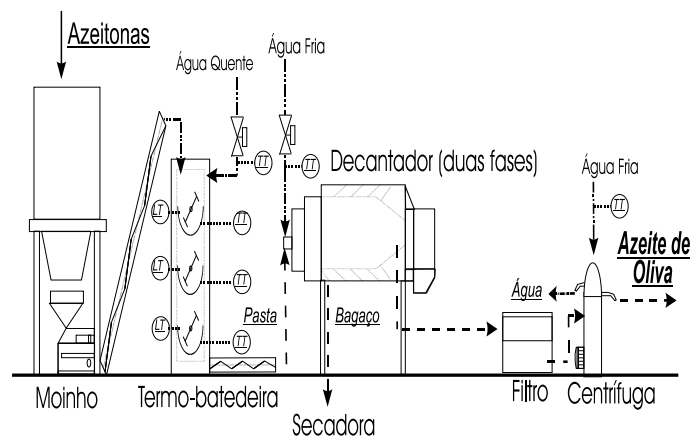 Azeitonas
Água Quente
Água Fria
Decantador (duas fases)
Água Fria
TT
TT
TT
LT
TT
LT
TT
LT
TT
Azeite de
Oliva
Água
Pasta
Bagaço
Moinho
Termo-batedeira
Secadora
Filtro
Centrífuga